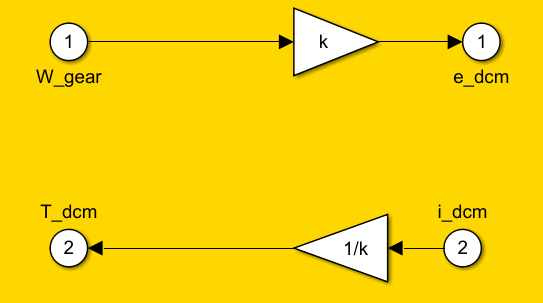 1
k
1
W_gear
e_dcm
T_dcm
i_dcm
2
1/k
2